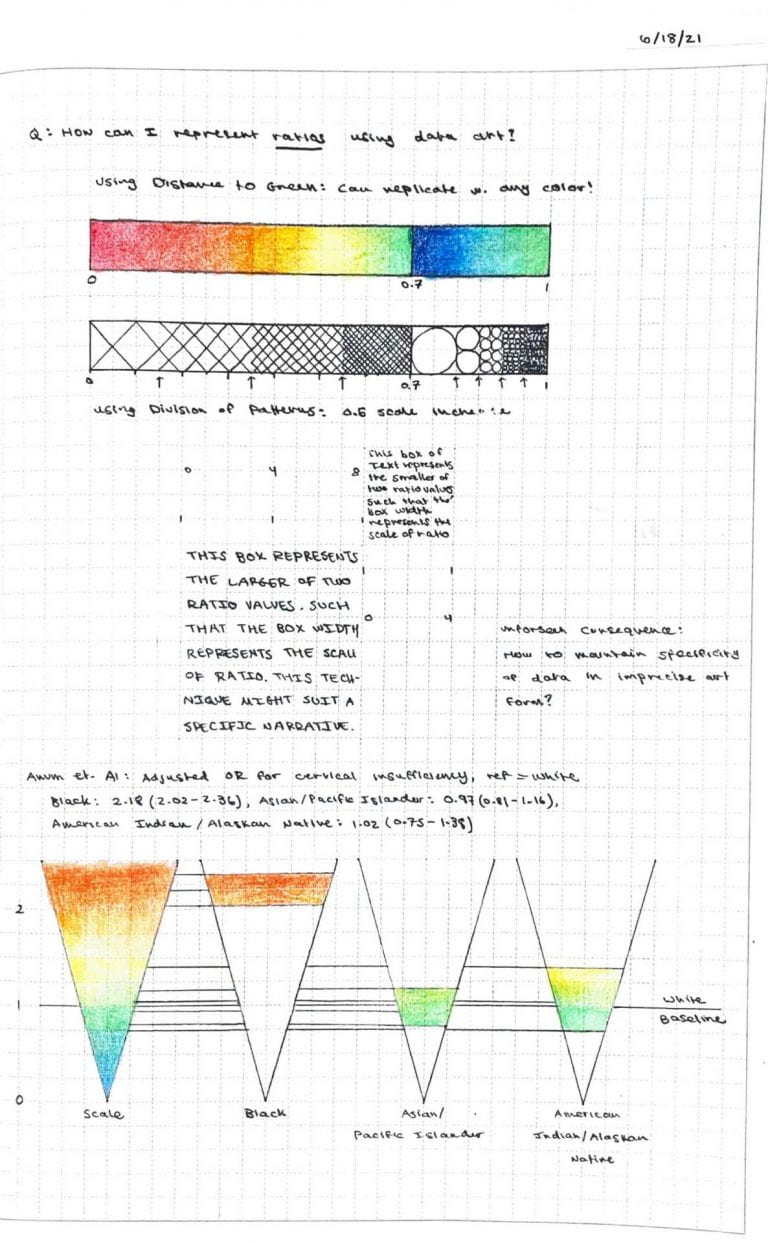 6/18/21
Q: How can I represent ratios using data art?
Using Distance to Green: Can replicate w. any color!
0 0.7 1
0 0.7 1
Using Division of Patterns: 0.5 scale increase
This box of
Text represents
the smaller of
two ratio values
such that the
box width
represents the
scale of ratio
0 4 8
THIS BOX REPRESENTS
THE LARGER OF TWO
RATIO VALUES. SUCH
THAT THE BOX WIDTH
REPRESENTS THE SCALE
OF RATIO. THIS TECH-
NIQUE MIGHT SUIT A
SPECIFIC NARRATIVE.
0 4
Unforseen consequence:
How to maintain specificity
of data in imprecise art
form?
Anum et. Al: Adjusted OR for cervical insufficiency, ref = white
Black: 2.18 (2.02-2.36), Asian/Pacific Islander: 0.97 (0.81-1.16),
American Indian/Alaskan Native: 1.02 (0.75-1.38)
2
1
White
Baseline
0
Scale
Black
Asian/
Pacific Islander
American
Indian/Alaskan
Native